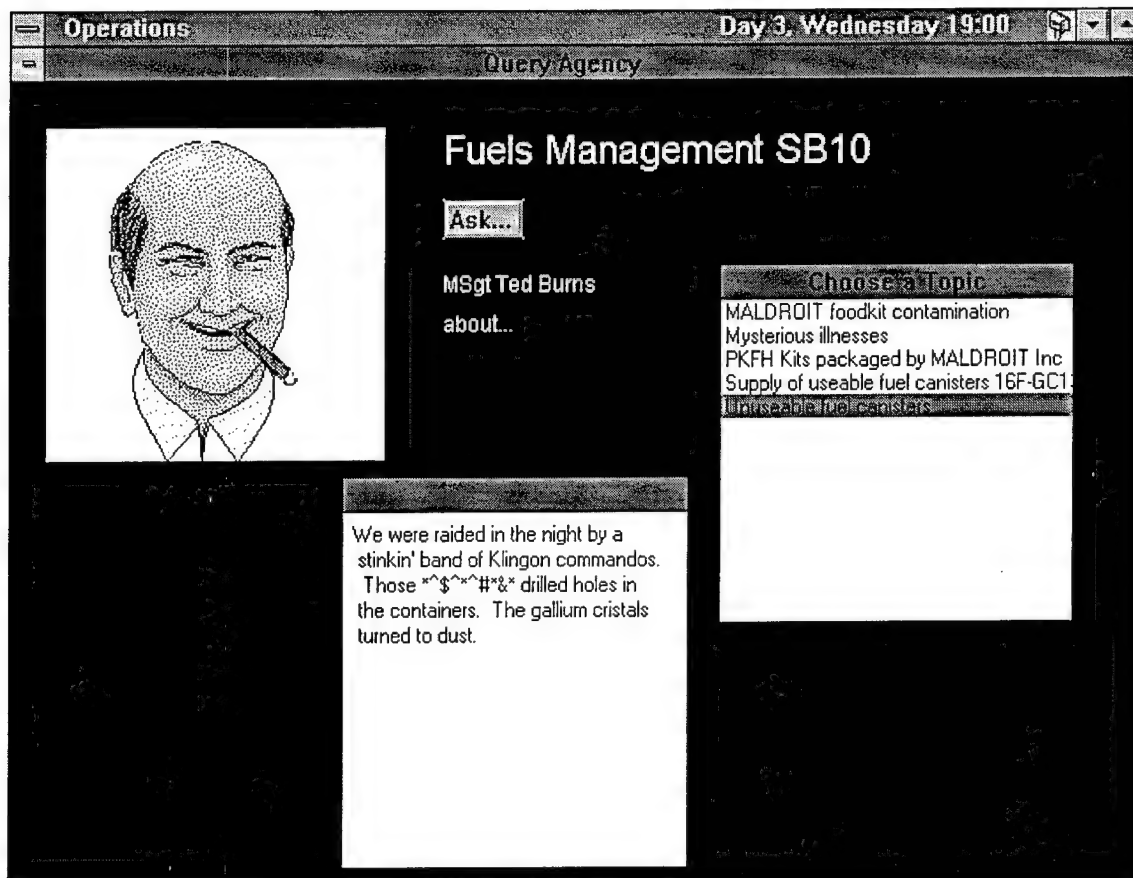 Operations
Day 3, Wednesday 19:00
Query Agency
Fuels Management SB10
Ask...
MSgt Ted Burns
about...
Choose a Topic
MALDROIT foodkit contamination
Mysterious illnesses
PKFH Kits packaged by MALDROIT Inc
Supply of useable fuel canisters 16F-GC1
Unuseable fuel canisters
We were raided in the night by a
stinkin' band of Klingon commandos.
Those *^$^*^#*&* drilled holes in
the containers. The gallium cristals
turned to dust.